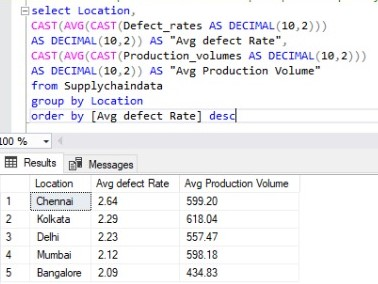 select Location,
CAST(AVG(CAST(Defect_rates AS DECIMAL(10,2)))
AS DECIMAL(10,2)) AS "Avg defect Rate",
CAST(AVG(CAST(Production_volumes AS DECIMAL(10,2)))
AS DECIMAL(10,2)) AS "Avg Production Volume"
from Supplychaindata
group by Location
order by [Avg defect Rate] desc
100 %
Results Messages
Location Avg defect Rate Avg Production Volume
1 Chennai 2.64 599.20
2 Kolkata 2.29 618.04
3 Delhi 2.23 557.47
4 Mumbai 2.12 598.18
5 Bangalore 2.09 434.83